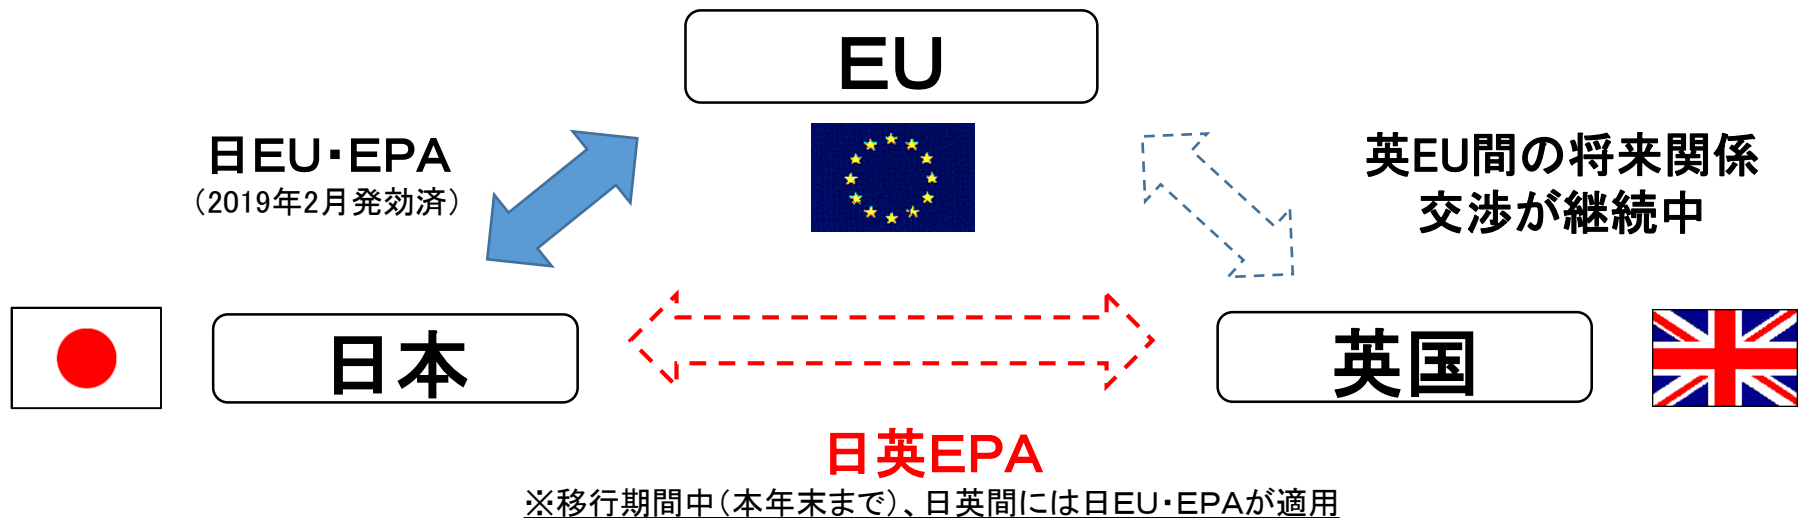 EU
日EU・EPA
（2019年2月発効済）
英EU間の将来関係
交渉が継続中
日本
英国
日英EPA
※移行期間中（本年末まで）、日英間には日EU・EPAが適用